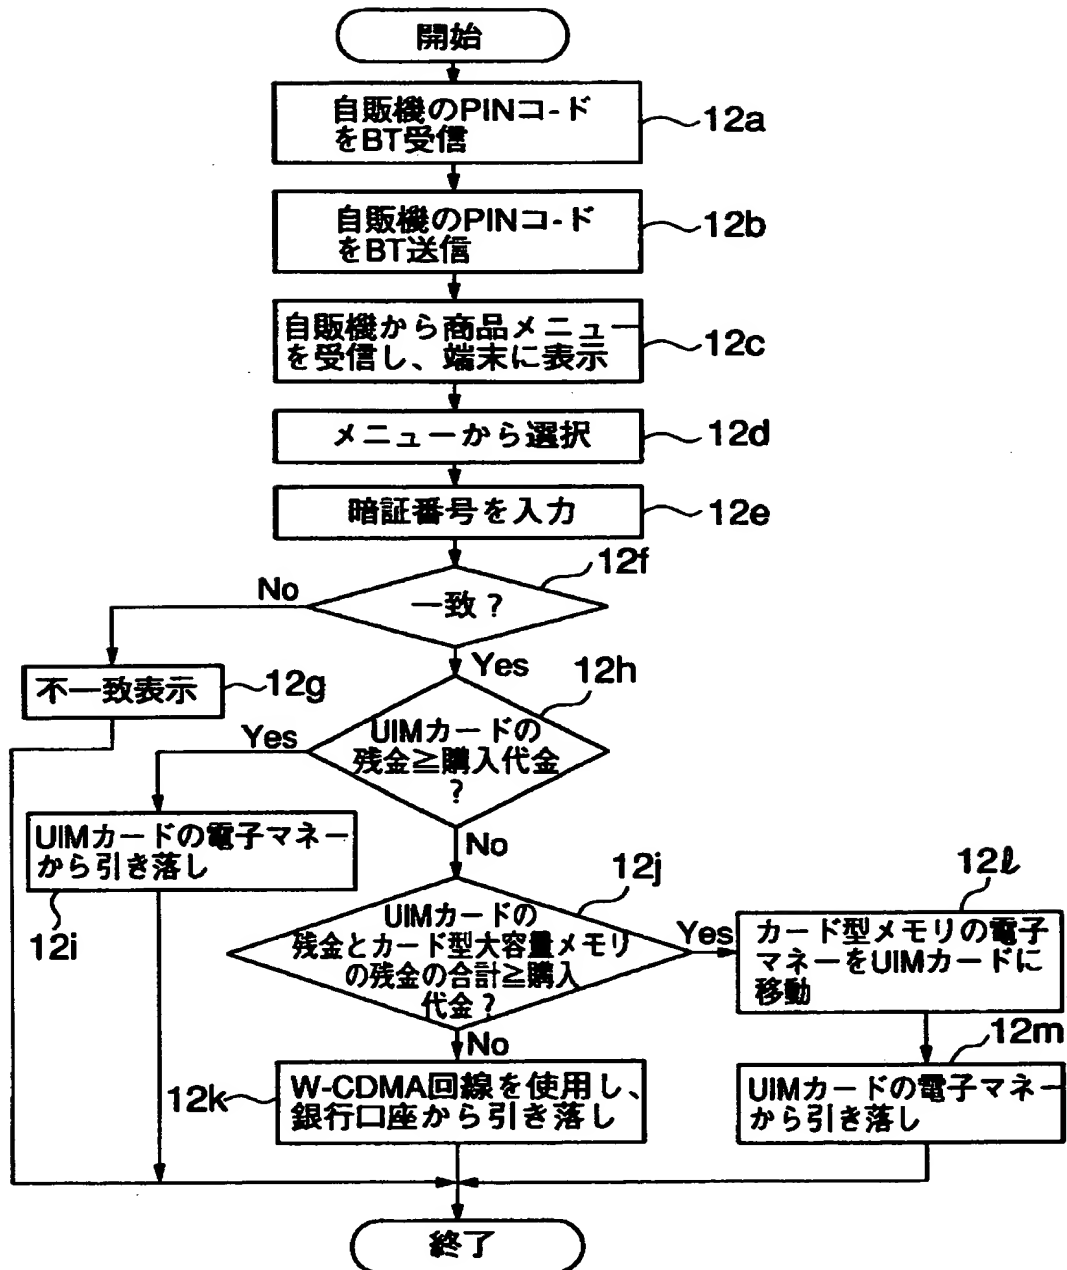 開始
自販機のPINコ-ド
をBT受信
12a
自販機のPINコ-ド
をBT送信
12b
自販機から商品メニュー
を受信し、端末に表示
12c
メニューから選択
12d
暗証番号を入力
12e
12f
No
一致?
Yes
不一致表示
12g
12h
Yes
UIMカードの
残金≧購入代金
?
No
UIMカードの電子マネー
から引き落し
12i
12j
UIMカードの
残金とカード型大容量メモリ
の残金の合計≧購入
代金?
Yes
No
12ℓ
カード型メモリの電子
マネーをUIMカードに
移動
12m
UIMカードの電子マネー
から引き落し
12k
W-CDMA回線を使用し、
銀行口座から引き落し
終了